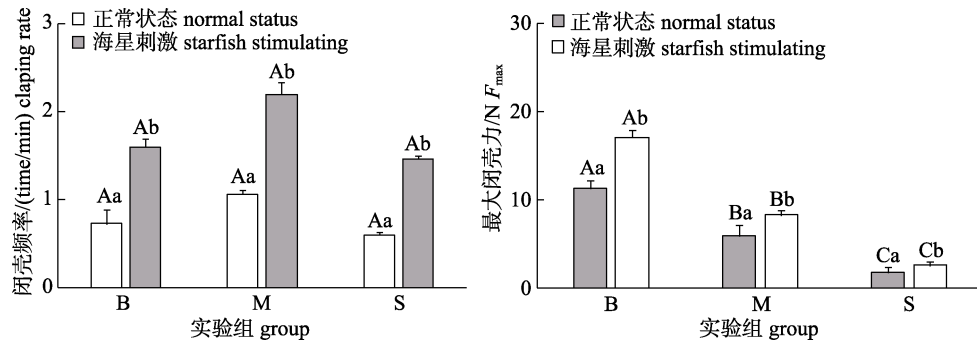 闭壳频率/(time/min) claping rate
3
2
1
0
正常状态 normal status
海星刺激 starfish stimulating
Aa
Ab
Aa
Ab
Aa
Ab
B
M
S
实验组 group
最大闭壳力/N Fmax
30
20
10
0
正常状态 normal status
海星刺激 starfish stimulating
Aa
Ab
Ba
Bb
Ca
Cb
B
M
S
实验组 group